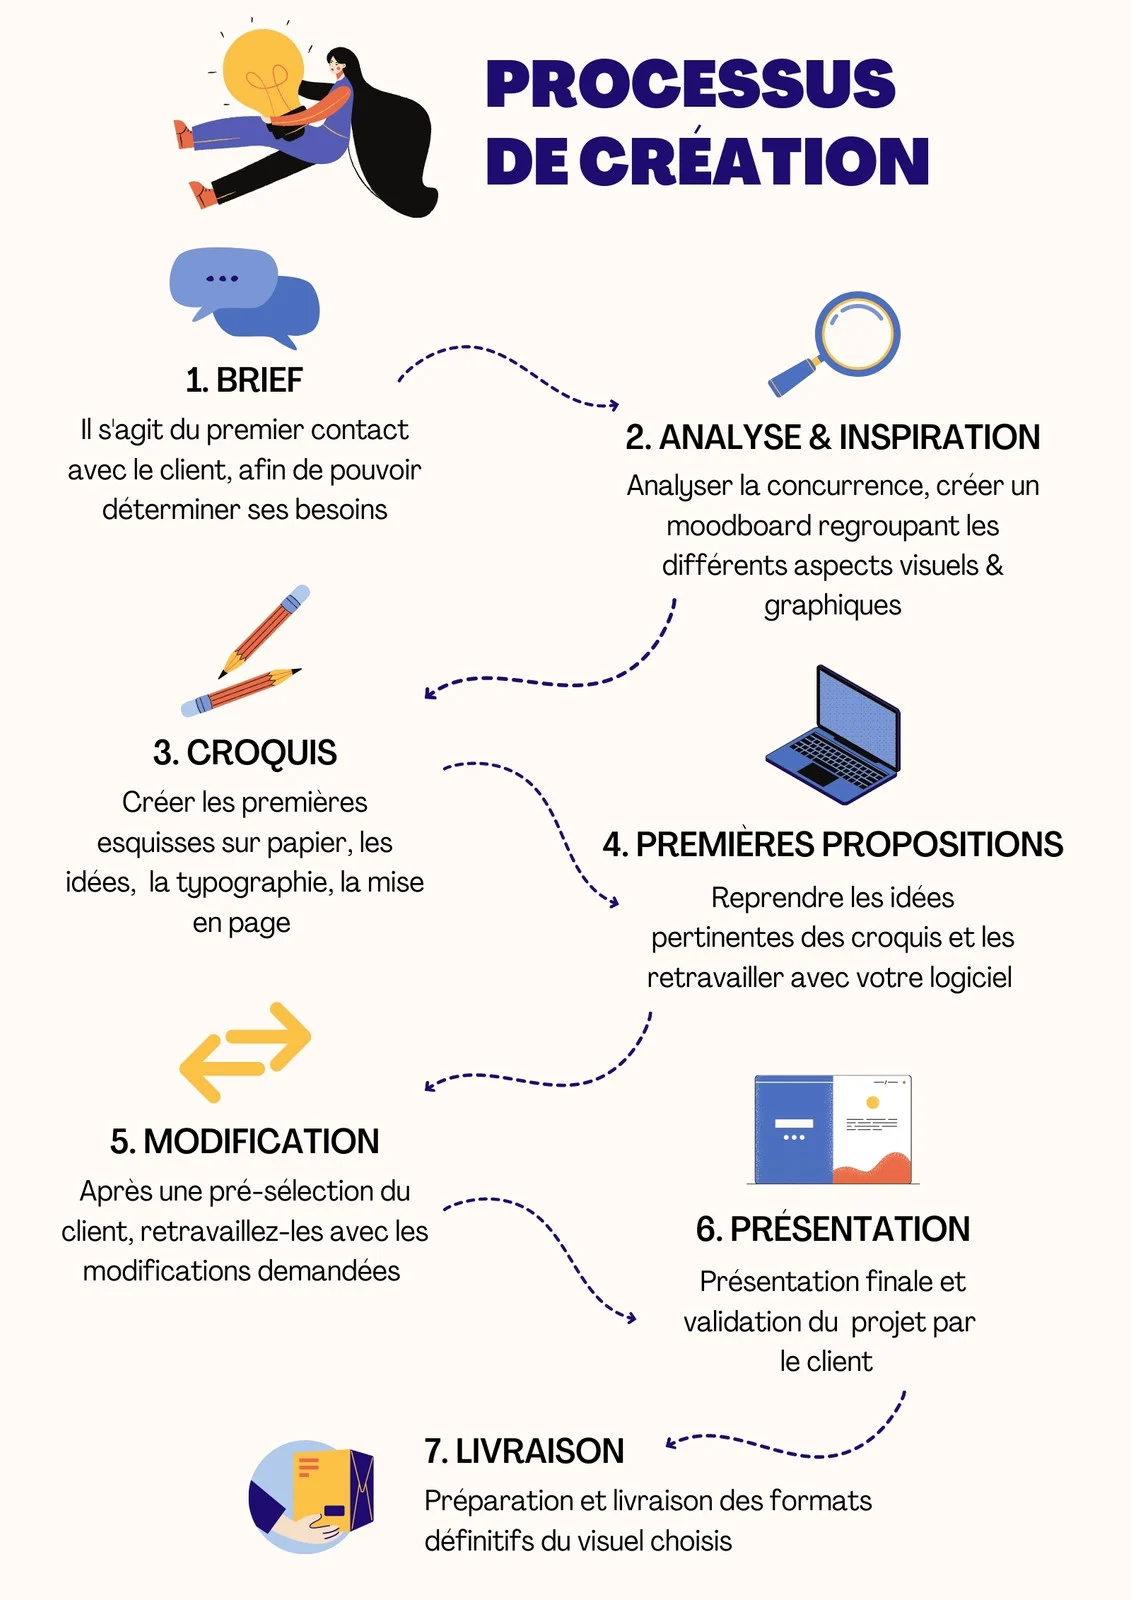 PROCESSUS
DE CRÉATION
1. BRIEF
Il s'agit du premier contact
avec le client, afin de pouvoir
déterminer ses besoins
2. ANALYSE & INSPIRATION
Analyser la concurrence, créer un
moodboard regroupant les
différents aspects visuels &
graphiques
3. CROQUIS
Créer les premières
esquisses sur papier, les
idées, la typographie, la mise
en page
4. PREMIÈRES PROPOSITIONS
Reprendre les idées
pertinentes des croquis et les
retravailler avec votre logiciel
5. MODIFICATION
Après une pré-sélection du
client, retravaillez-les avec les
modifications demandées
6. PRÉSENTATION
Présentation finale et
validation du projet par
le client
7. LIVRAISON
Préparation et livraison des formats
définitifs du visuel choisis